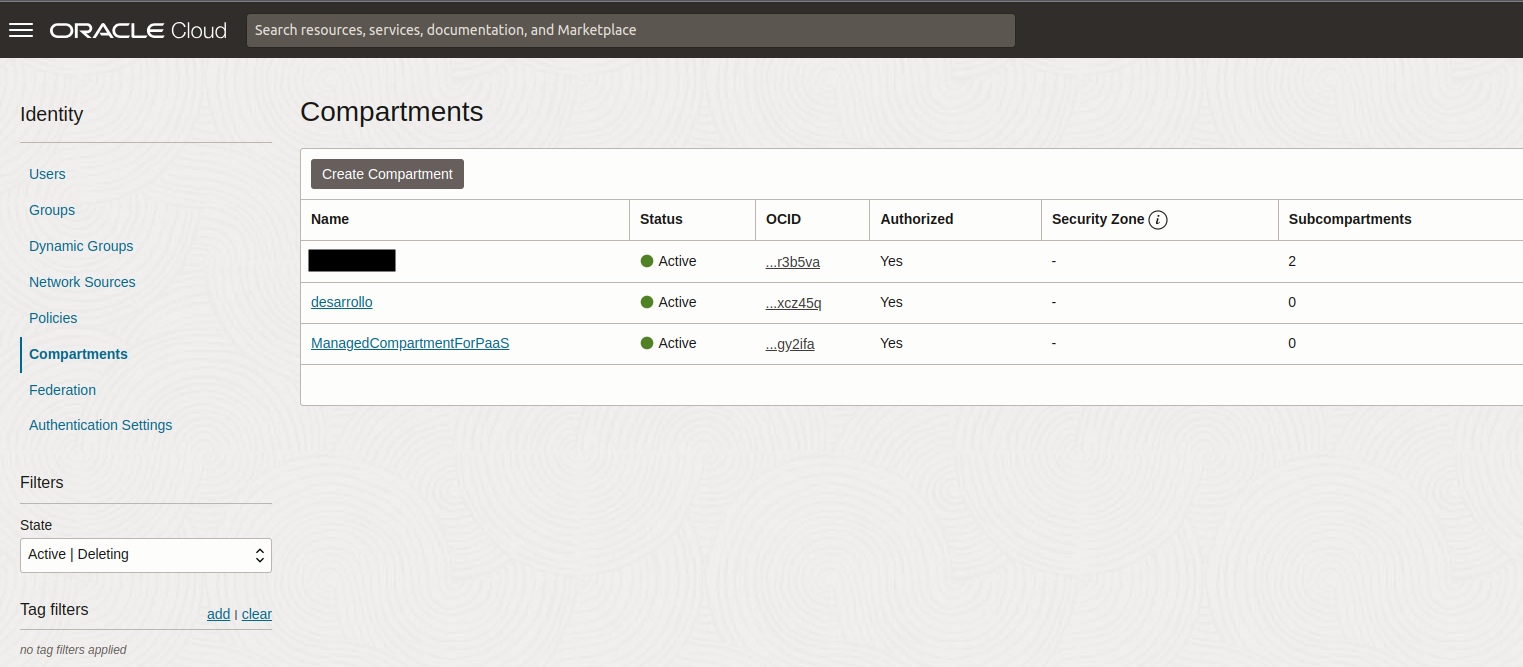 ORACLE Cloud
Search resources, services, documentation, and Marketplace
Identity
Users
Groups
Dynamic Groups
Network Sources
Policies
Compartments
Federation
Authentication Settings
Filters
State
Active | Deleting
Tag filters add | clear
no tag filters applied
Compartments
Create Compartment
Name Status OCID Authorized Security Zone i Subcompartments
Active ...r3b5va Yes - 2
desarrollo Active ...xcz45q Yes - 0
ManagedCompartmentForPaaS Active ...gy2ifa Yes - 0